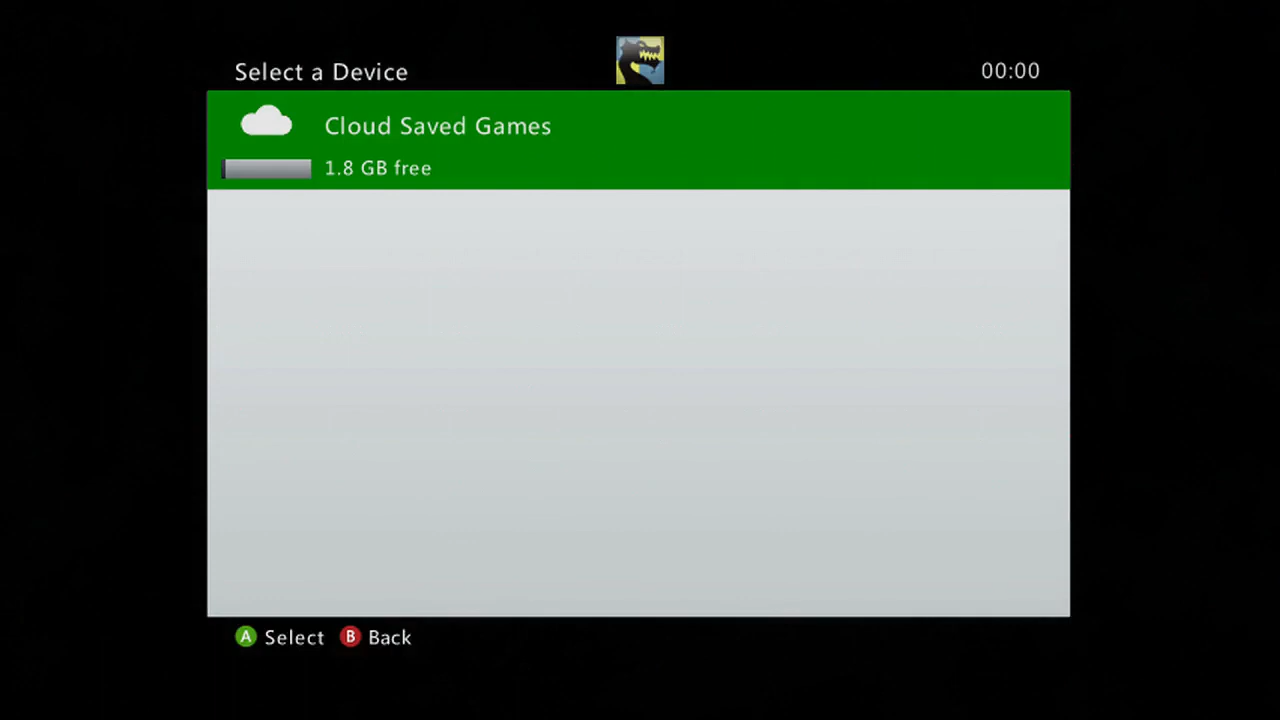 Select a Device
00:00
Cloud Saved Games
1.8 GB free
A Select B Back